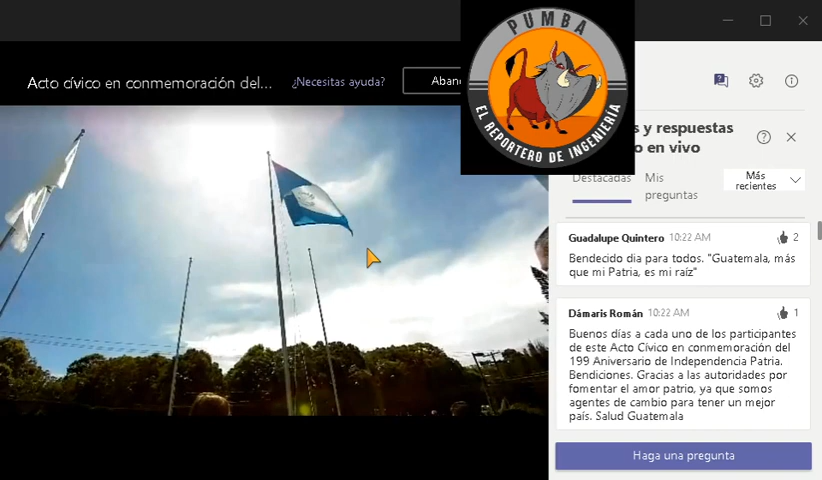 PUMBA
EL REPORTERO DE INGENIERÍA
Acto cívico en conmemoración del...
¿Necesitas ayuda?
Aban
s y respuestas
o en vivo
Destacadas
Mis
preguntas
Más
recientes
Guadalupe Quintero 10:22 AM 2
Bendecido dia para todos. "Guatemala, más
que mi Patria, es mi raíz"
Dámaris Román 10:22 AM 1
Buenos días a cada uno de los participantes
de este Acto Cívico en conmemoración del
199 Aniversario de Independencia Patria.
Bendiciones. Gracias a las autoridades por
fomentar el amor patrio, ya que somos
agentes de cambio para tener un mejor
país. Salud Guatemala
Haga una pregunta